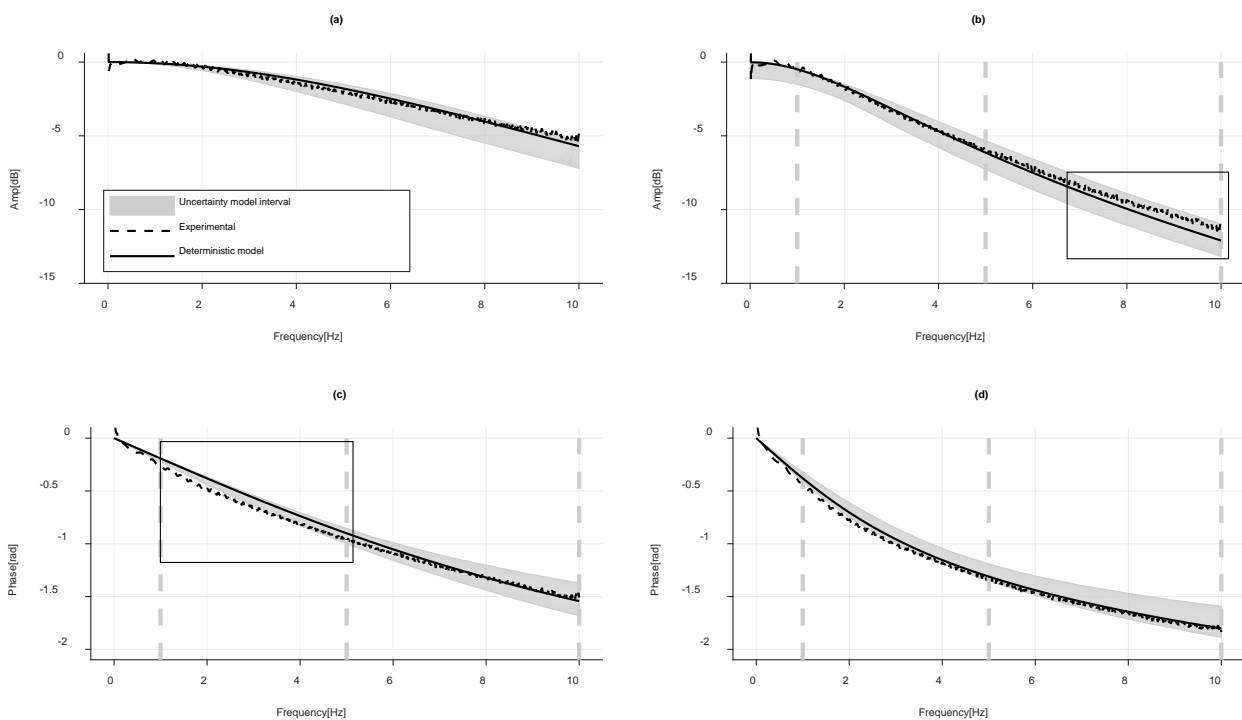 (a)
0
-5
-10
-15
Amp[dB]
Uncertainty model interval
Experimental
Deterministic model
0 2 4 6 8 10
Frequency[Hz]
(b)
0
-5
-10
-15
Amp[dB]
0 2 4 6 8 10
Frequency[Hz]
(c)
0
-0.5
-1
-1.5
-2
Phase[rad]
0 2 4 6 8 10
Frequency[Hz]
(d)
0
-0.5
-1
-1.5
-2
Phase[rad]
0 2 4 6 8 10
Frequency[Hz]